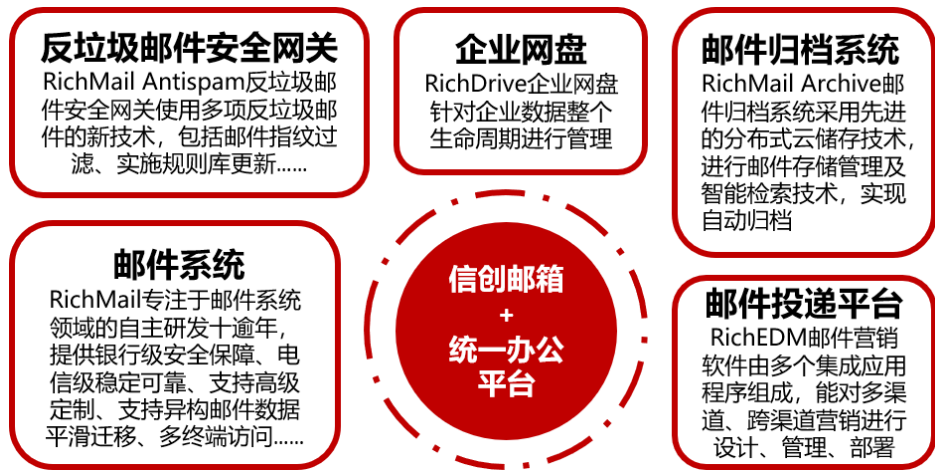 反垃圾邮件安全网关
RichMail Antispam反垃圾邮
件安全网关使用多项反垃圾邮
件的新技术，包括邮件指纹过
滤、实施规则库更新......
企业网盘
RichDrive企业网盘
针对企业数据整个
生命周期进行管理
邮件归档系统
RichMail Archive邮
件归档系统采用先进
的分布式云储存技术，
进行邮件存储管理及
智能检索技术，实现
自动归档
邮件系统
RichMail专注于邮件系统
领域的自主研发十逾年，
提供银行级安全保障、电
信级稳定可靠、支持高级
定制、支持异构邮件数据
平滑迁移、多终端访问......
信创邮箱
+
统一办公
平台
邮件投递平台
RichEDM邮件营销
软件由多个集成应用
程序组成，能对多渠
道、跨渠道营销进行
设计、管理、部署